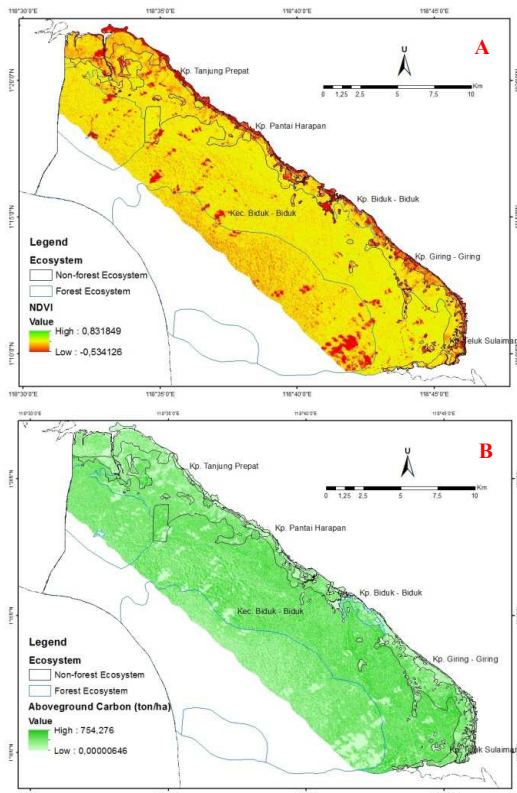 118°30'0"E 118°35'0"E 118°40'0"E 118°45'0"E
A
U
0 1,25 2,5 5 7,5 10
Km
1°20'0"N
Kp. Tanjung Prepat
Kp. Pantai Harapan
1°15'0"N
Kp. Biduk - Biduk
Kec. Biduk - Biduk
Kp. Giring - Giring
Legend
Ecosystem
Non-forest Ecosystem
Forest Ecosystem
NDVI
Value
High : 0,831849
Low : -0,534126
1°10'0"N
Kp. Teluk Sulaiman
118°30'0"E 118°35'0"E 118°40'0"E 118°45'0"E
B
U
0 1,25 2,5 5 7,5 10
Km
Kp. Tanjung Prepat
Kp. Pantai Harapan
Kp. Biduk - Biduk
Kec. Biduk - Biduk
Kp. Giring - Giring
Legend
Ecosystem
Non-forest Ecosystem
Forest Ecosystem
Aboveground Carbon (ton/ha)
Value
High : 754,276
Low : 0,00000646
Kp. Teluk Sulaiman